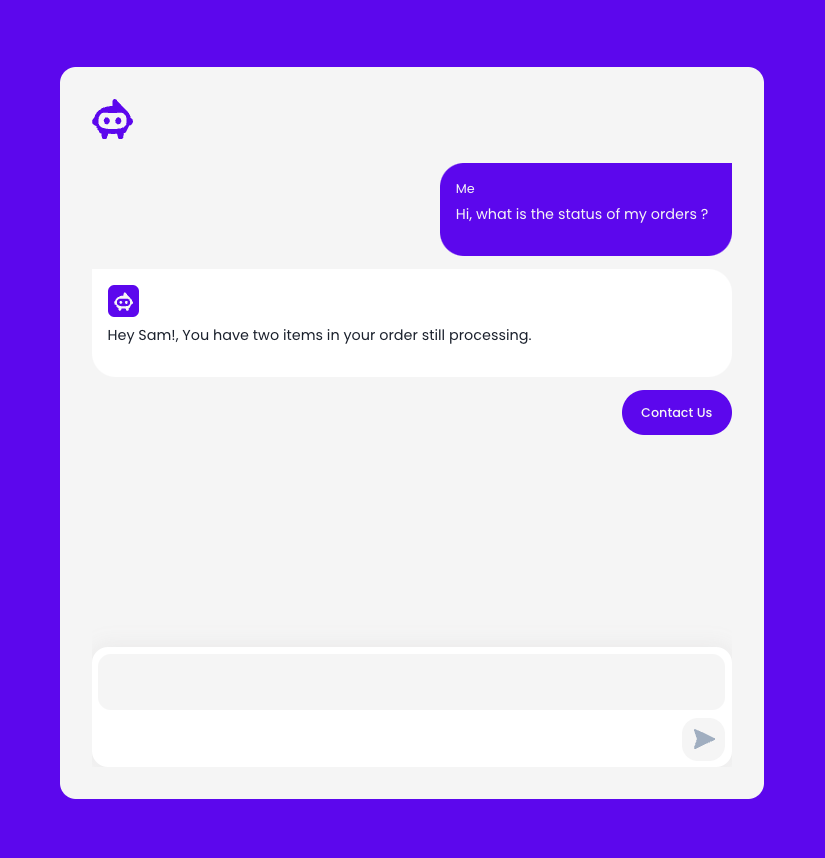 Me
Hi, what is the status of my orders ?
Hey Sam!, You have two items in your order still processing.
Contact Us